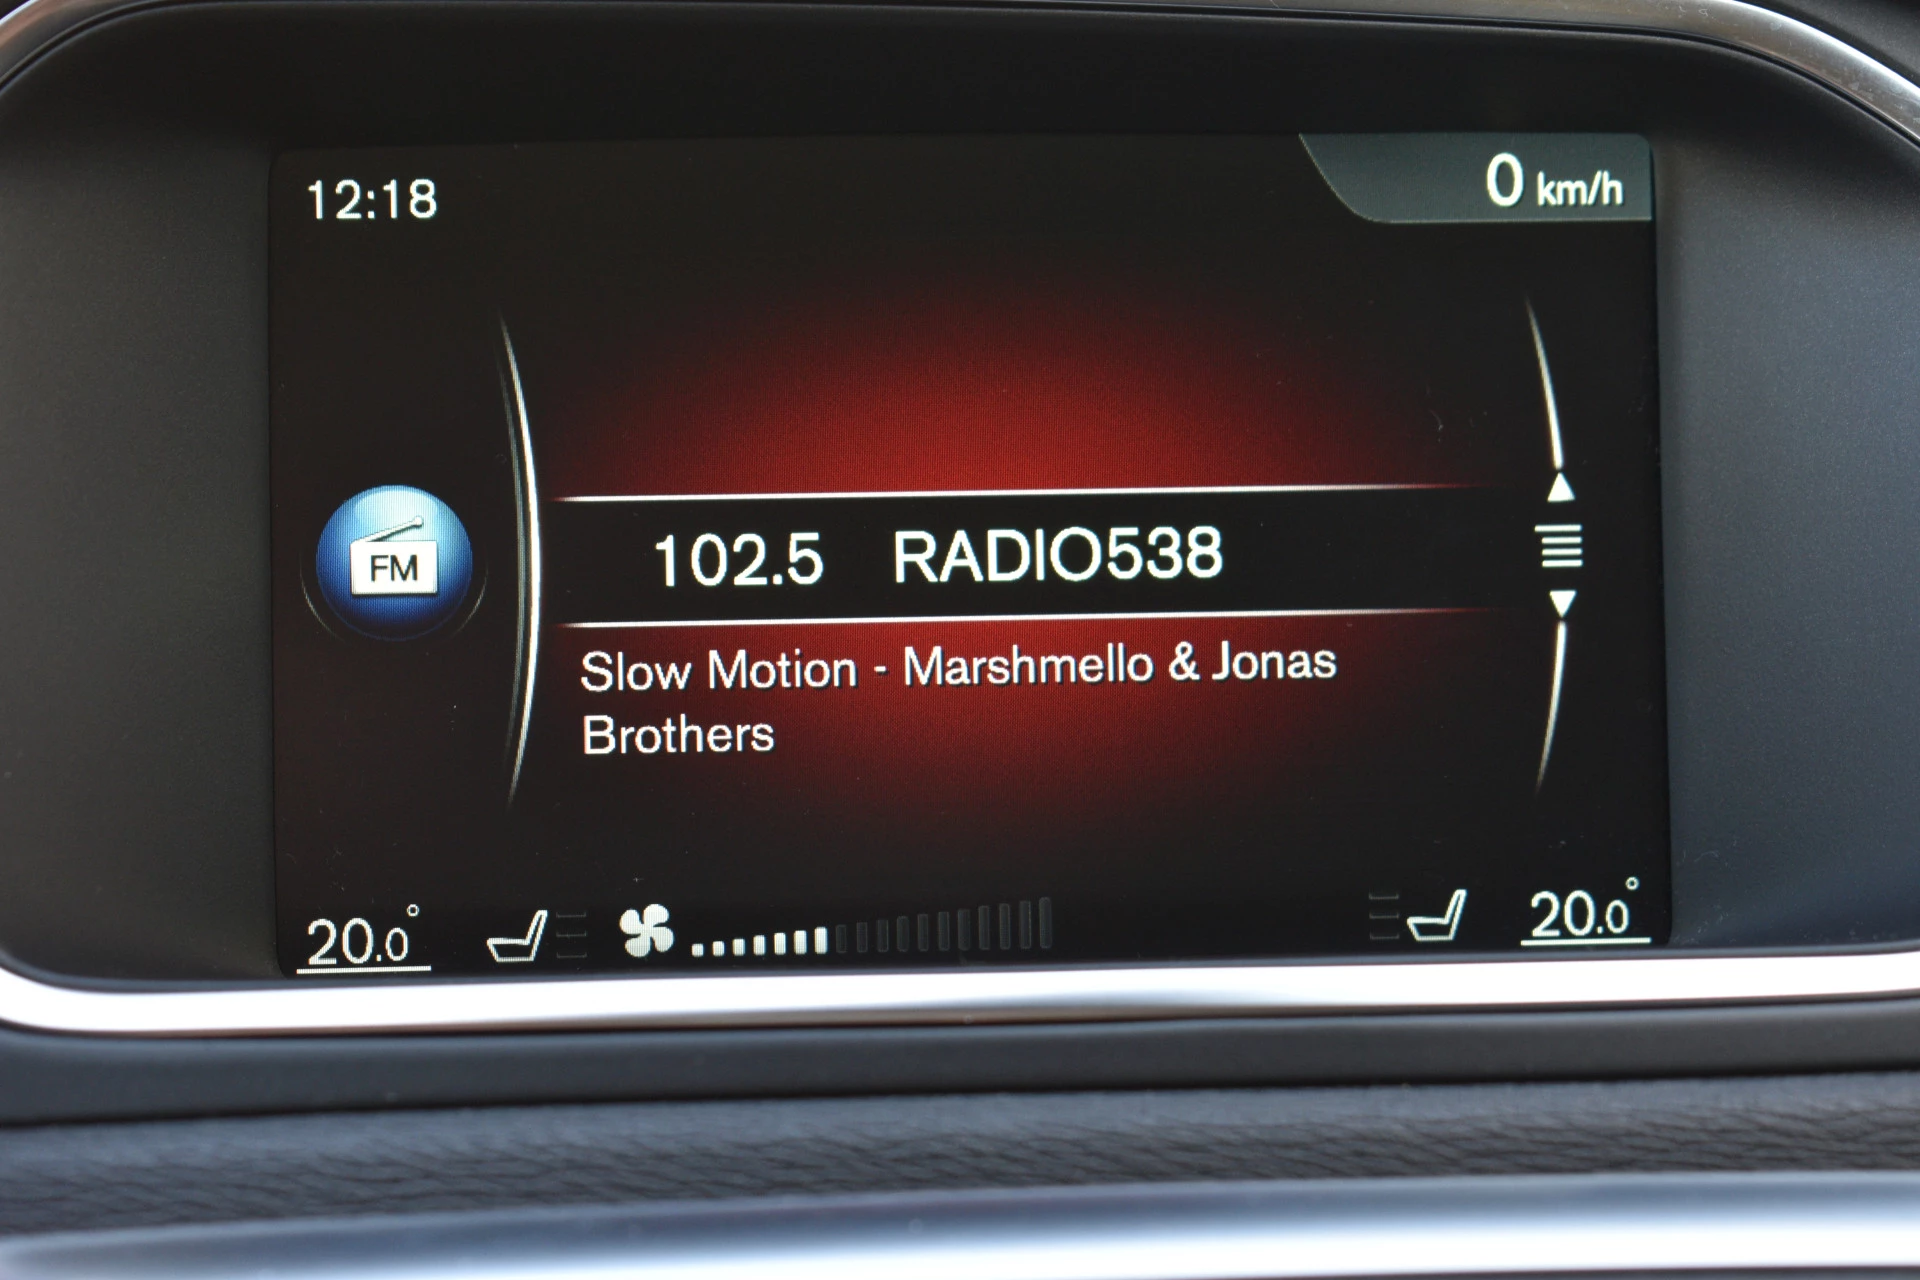 12:18
0 km/h
FM
102.5 RADIO538
Slow Motion - Marshmello & Jonas
Brothers
20.0° 20.0°